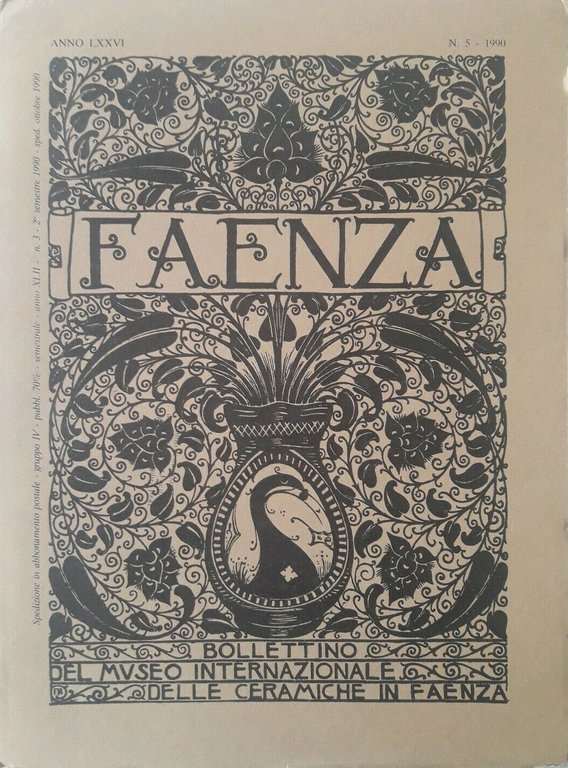 ANNO LXXVI
N. 5 - 1990
FAENZA
BOLLETTINO
DEL MVSEO INTERNAZIONALE
DELLE CERAMICHE IN FAENZA
Spedizione in abbonamento postale - gruppo IV - pubbl. 70% - semestrale - anno XLII - n. 3 - 2° semestre 1990 - sped. ottobre 1990